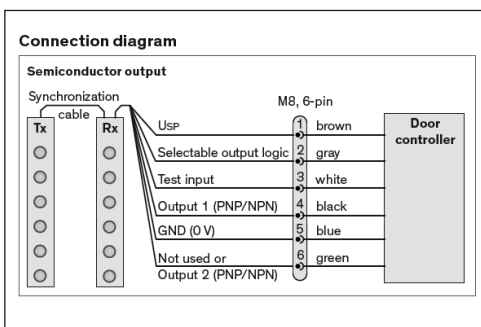 Connection diagram
Semiconductor output
Synchronization
cable
M8, 6-pin
Tx
Rx
USP
1
brown
Door
controller
Selectable output logic
2
gray
Test input
3
white
Output 1 (PNP/NPN)
4
black
GND (0 V)
5
blue
Not used or
Output 2 (PNP/NPN)
6
green